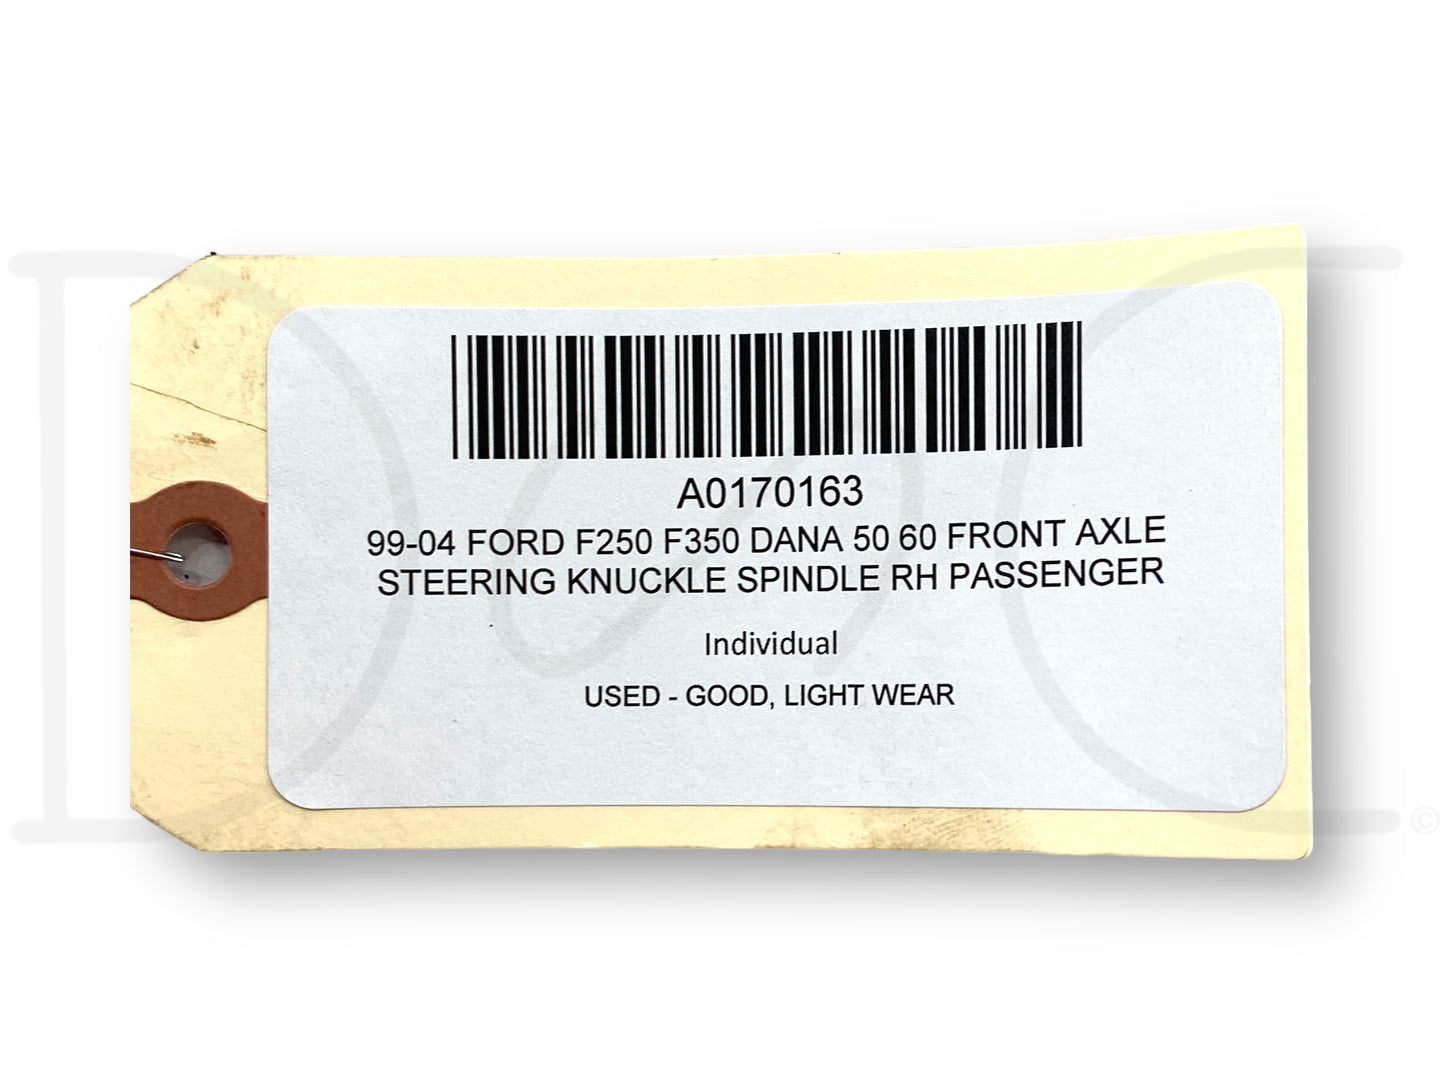 A0170163
99-04 FORD F250 F350 DANA 50 60 FRONT AXLE
STEERING KNUCKLE SPINDLE RH PASSENGER
Individual
USED - GOOD, LIGHT WEAR
©